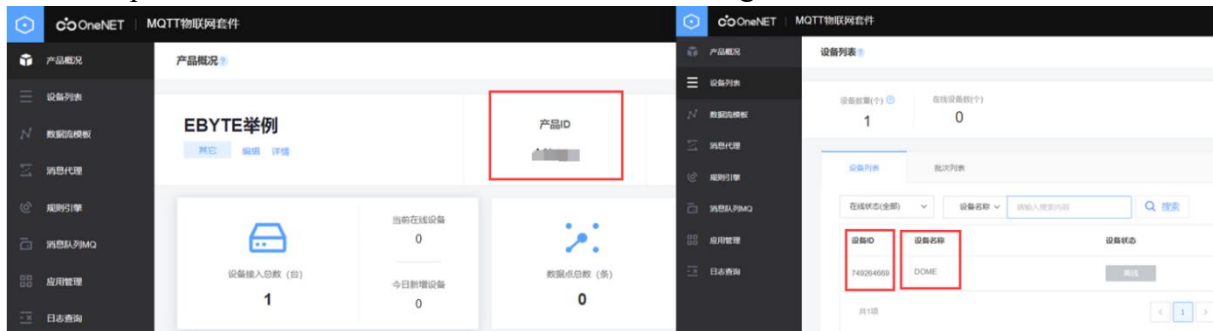 OneNET | MQTT物联网套件
产品概况
设备列表
数据流模板
消息代理
规则引擎
消息队列MQ
应用管理
日志查询
产品概况
EBYTE举例
其它 编辑 详情
产品ID
设备接入总数（台）
1
当前在线设备
0
今日新增设备
0
数据点总数（条）
0
OneNET | MQTT物联网套件
产品概况
设备列表
数据流模板
消息代理
规则引擎
消息队列MQ
应用管理
日志查询
设备列表
设备数量(个) 在线设备数(个)
1 0
设备列表 批次列表
在线状态(全部) 设备名称 请输入搜索内容 搜索
设备ID 设备名称 设备状态
749264669 DOME 离线
共1项 1